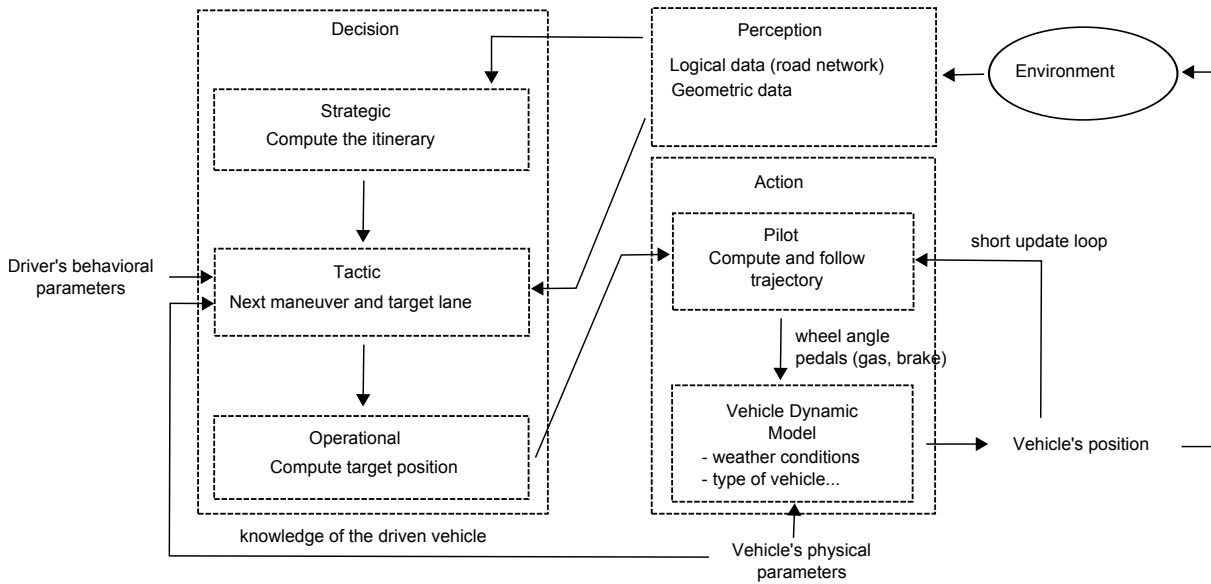 Decision
Strategic
Compute the itinerary
Tactic
Next maneuver and target lane
Operational
Compute target position
Driver's behavioral
parameters
knowledge of the driven vehicle
Perception
Logical data (road network)
Geometric data
Environment
Action
Pilot
Compute and follow
trajectory
short update loop
wheel angle
pedals (gas, brake)
Vehicle Dynamic
Model
- weather conditions
- type of vehicle...
Vehicle's position
Vehicle's physical
parameters